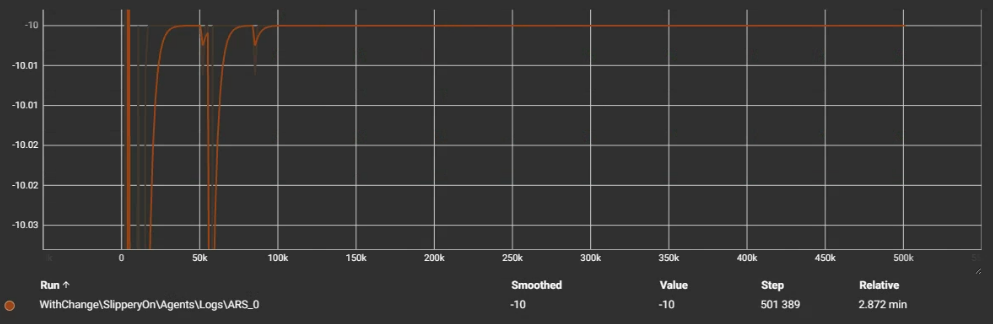 -10
-10.01
-10.01
-10.02
-10.02
-10.03
0 50k 100k 150k 200k 250k 300k 350k 400k 450k 500k
Run ↑ Smoothed Value Step Relative
WithChange\SlipperyOn\Agents\Logs\ARS_0 -10 -10 501 389 2.872 min